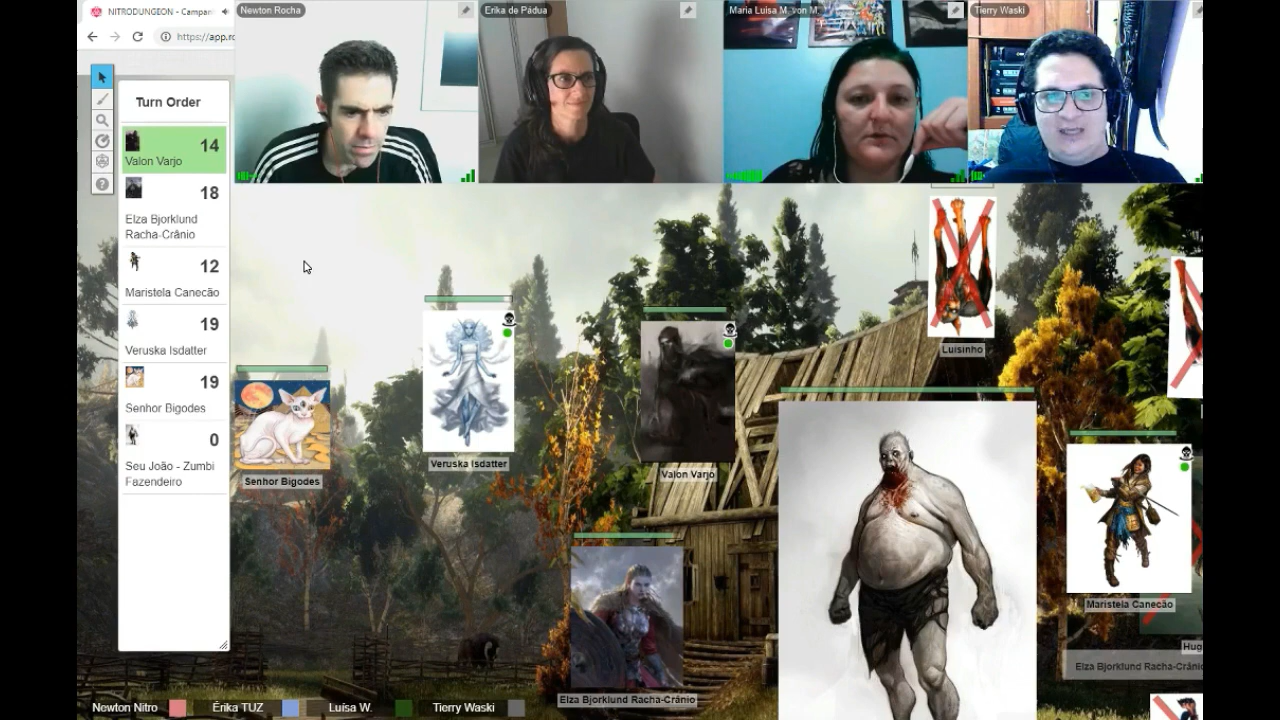 NITRODUNGEON - Campan
https://app.ro
Newton Rocha
Erika de Pádua
Maria Luísa M. von M.
Tierry Waski
Turn Order
14
Valon Varjo
18
Elza Bjorklund
Racha-Crânio
12
Maristela Canecão
19
Veruska Isdatter
19
Senhor Bigodes
0
Seu João - Zumbi
Fazendeiro
Luisinho
Veruska Isdatter
Valon Varjo
Senhor Bigodes
Maristela Canecão
Hug
Elza Bjorklund Racha-Crânio
Elza Bjorklund Racha-Crânio
Newton Nitro
Érika TUZ
Luísa W.
Tierry Waski